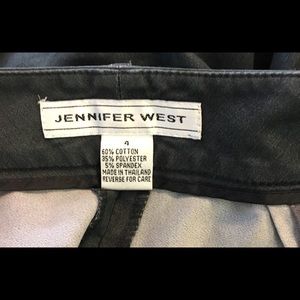 JENNIFER WEST
4
60% COTTON
35% POLYESTER
5% SPANDEX
MADE IN THAILAND
REVERSE FOR CARE